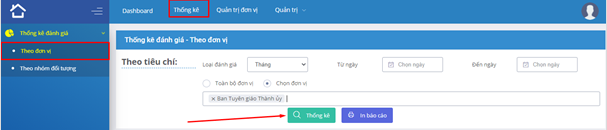 Dashboard Thống kê Quản trị đơn vị Quản trị
Thống kê đánh giá
Theo đơn vị
Theo nhóm đối tượng
Thống kê đánh giá - Theo đơn vị
Theo tiêu chí:
Loại đánh giá Tháng Từ ngày Chọn ngày Đến ngày Chọn ngày
Toàn bộ đơn vị Chọn đơn vị
× Ban Tuyên giáo Thành ủy
Thống kê In báo cáo